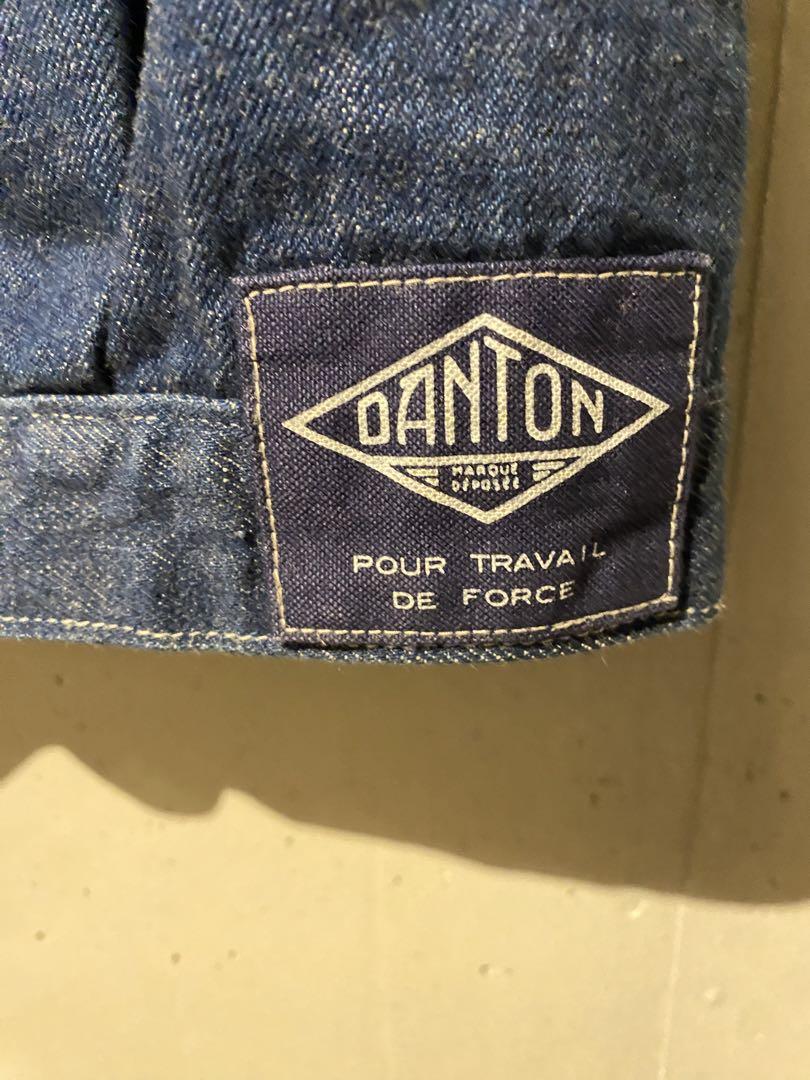 DANTON
MARQUE
DÉPOSÉE
POUR TRAVAIL
DE FORCE